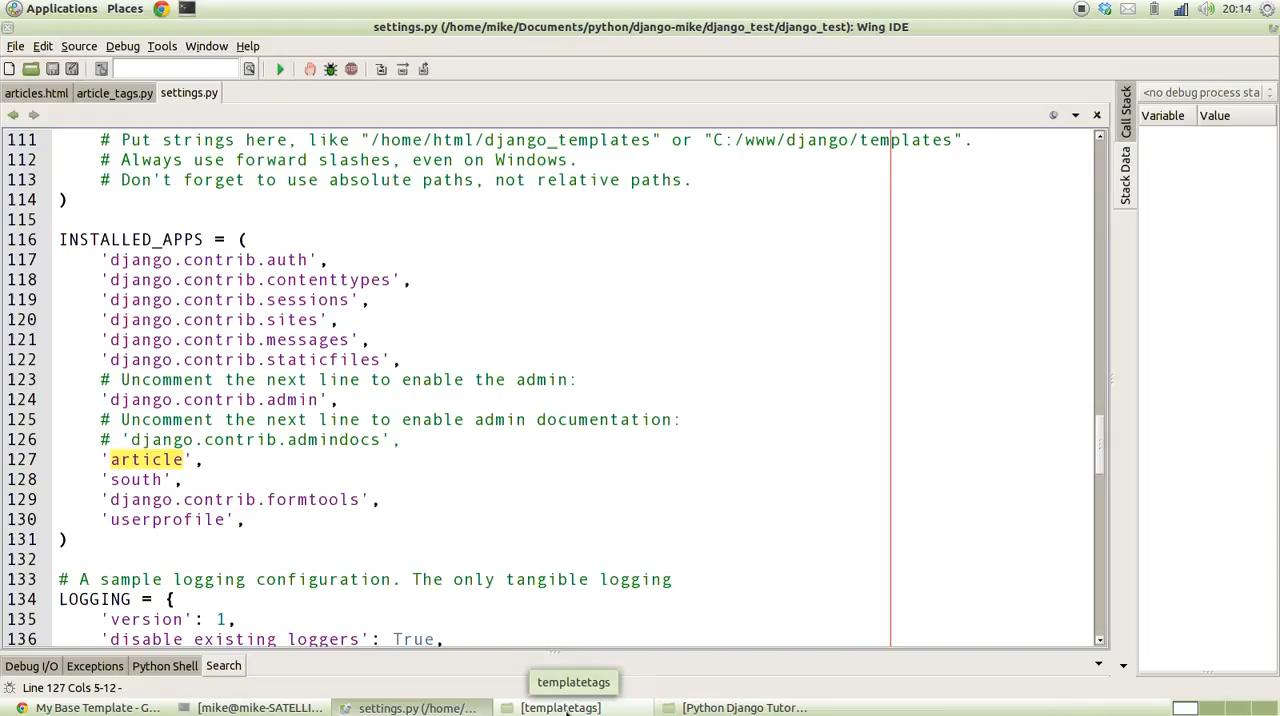 Applications Places 20:14
settings.py (/home/mike/Documents/python/django-mike/django_test/django_test): Wing IDE
File Edit Source Debug Tools Window Help
articles.html article_tags.py settings.py <no debug process sta
Variable Value
Call Stack
Stack Data
111 # Put strings here, like "/home/html/django_templates" or "C:/www/django/templates".
112 # Always use forward slashes, even on Windows.
113 # Don't forget to use absolute paths, not relative paths.
114 )
115
116 INSTALLED_APPS = (
117 'django.contrib.auth',
118 'django.contrib.contenttypes',
119 'django.contrib.sessions',
120 'django.contrib.sites',
121 'django.contrib.messages',
122 'django.contrib.staticfiles',
123 # Uncomment the next line to enable the admin:
124 'django.contrib.admin',
125 # Uncomment the next line to enable admin documentation:
126 # 'django.contrib.admindocs',
127 'article',
128 'south',
129 'django.contrib.formtools',
130 'userprofile',
131 )
132
133 # A sample logging configuration. The only tangible logging
134 LOGGING = {
135 'version': 1,
136 'disable_existing_loggers': True,
Debug I/O Exceptions Python Shell Search
templatetags
Line 127 Cols 5-12 -
My Base Template - G... [mike@mike-SATELLI... settings.py (/home/... [templatetags] [Python Django Tutor...